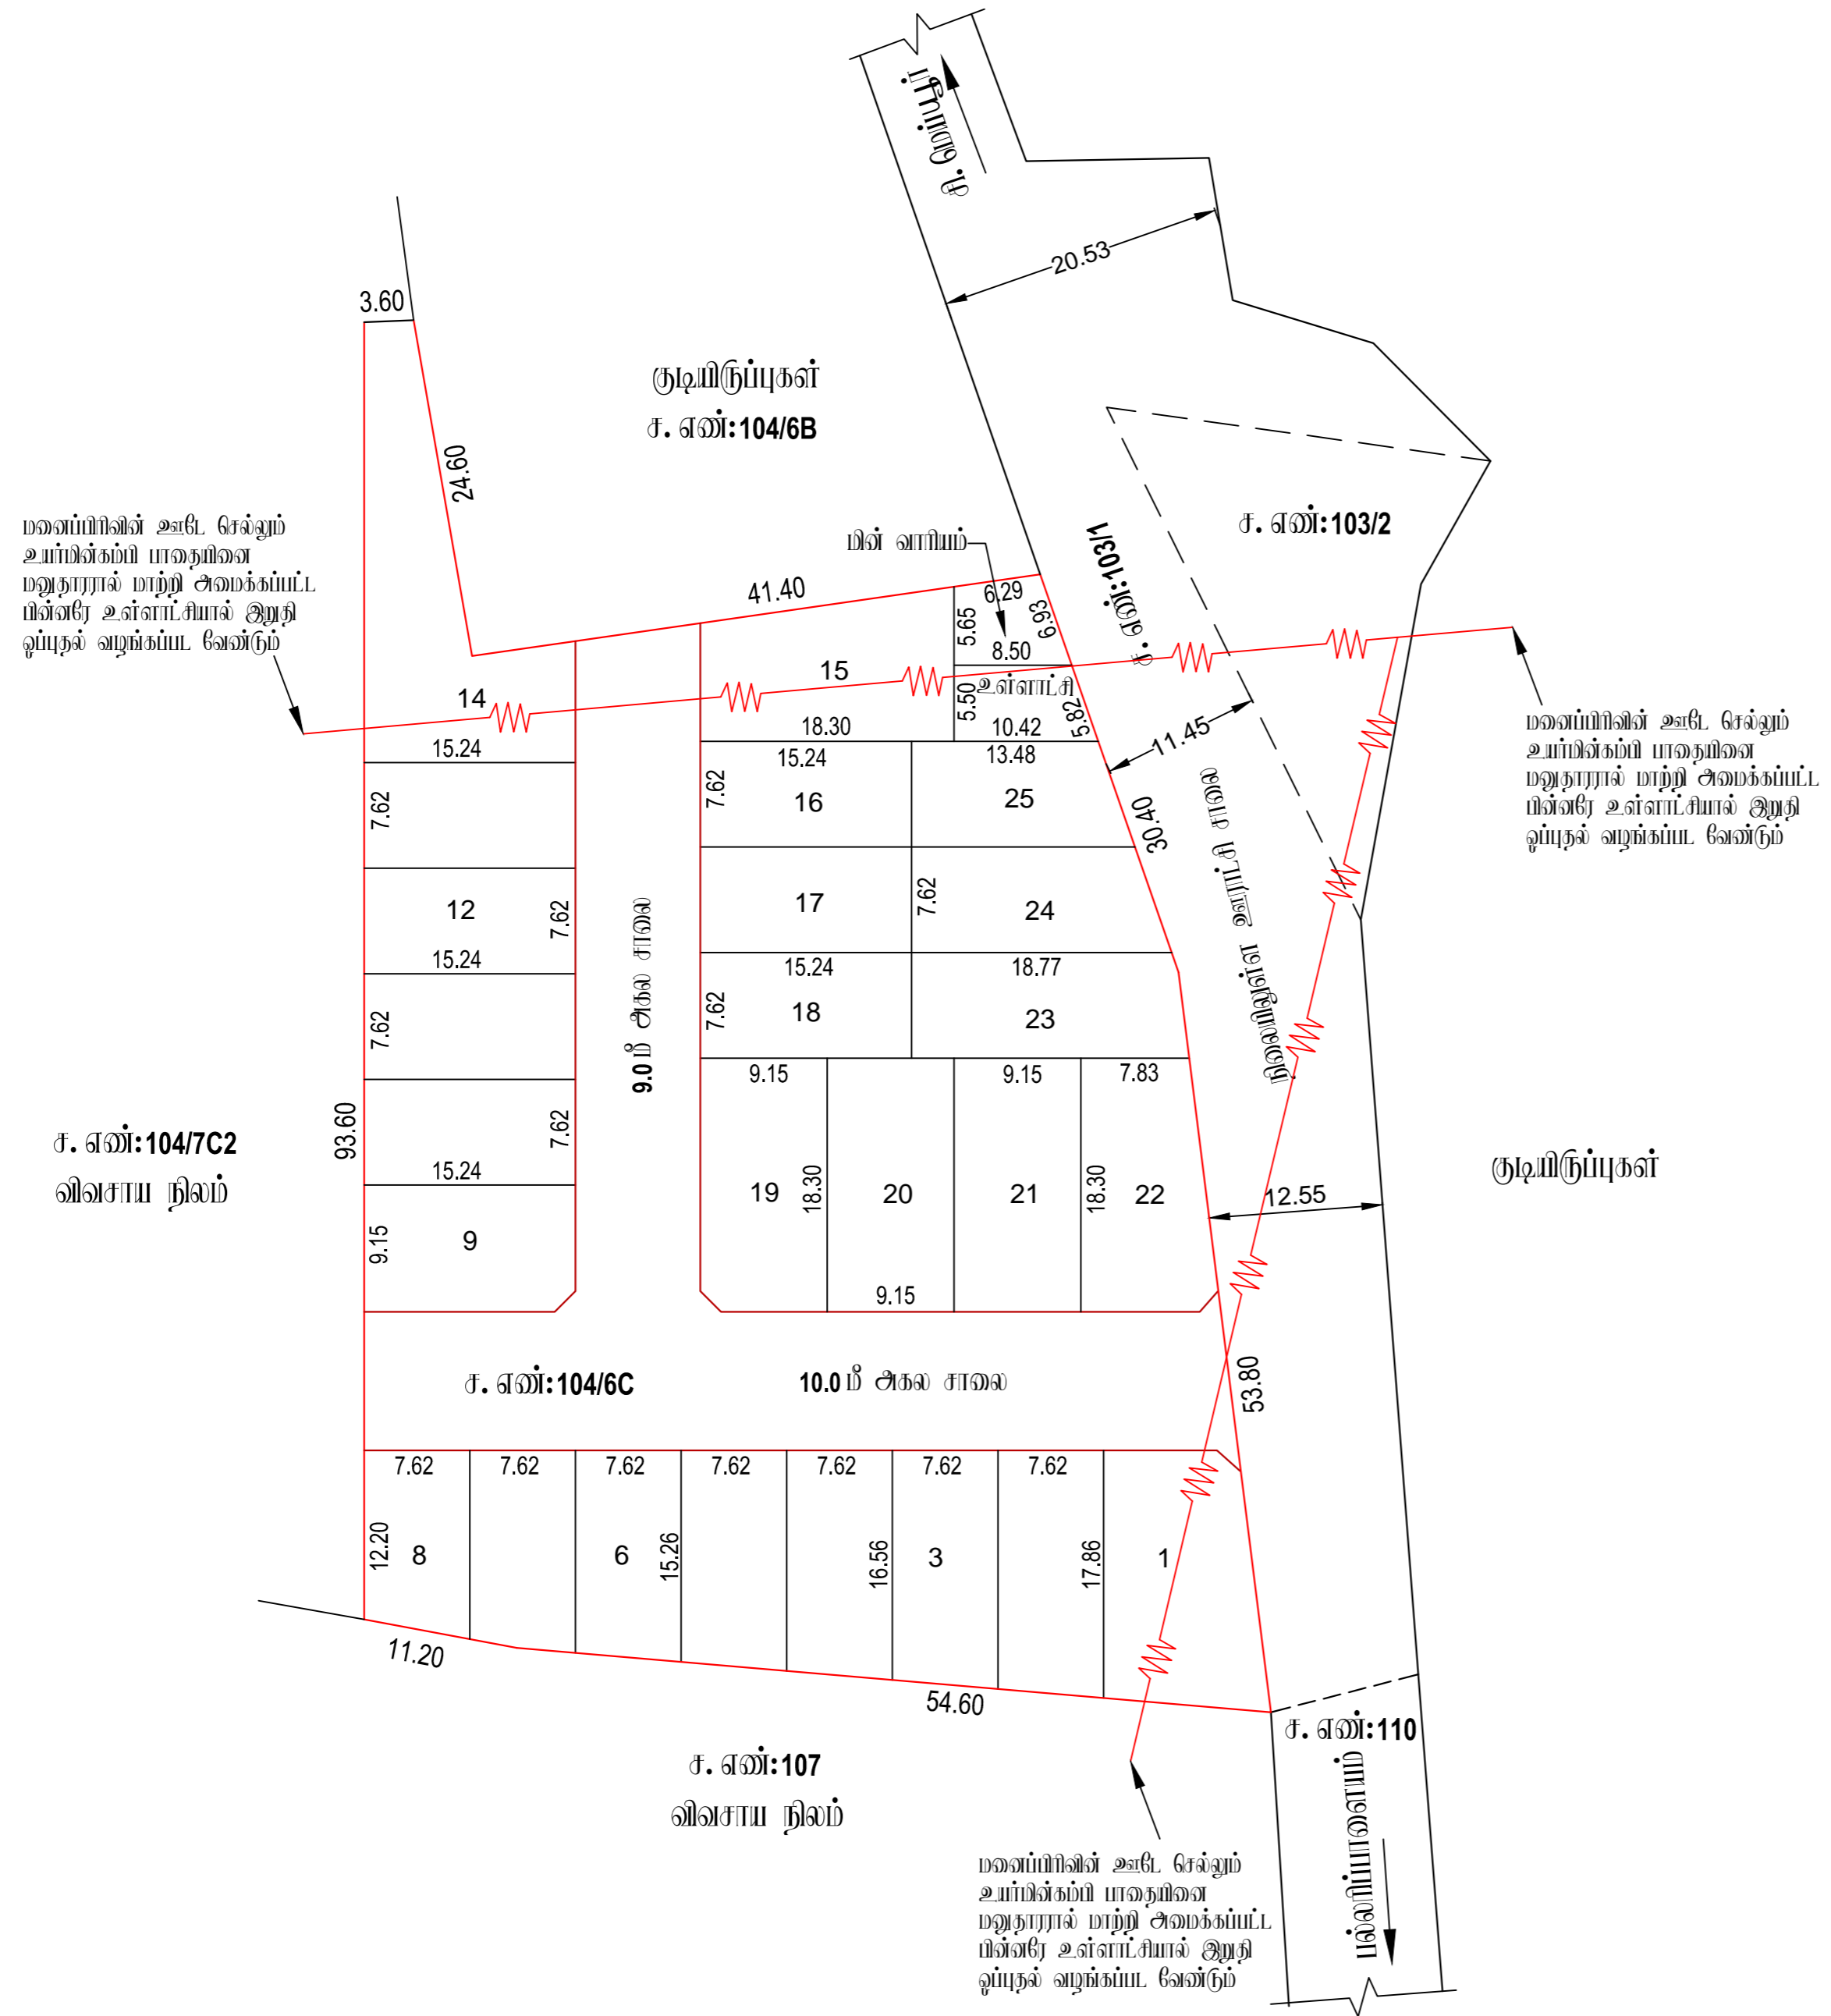 சி.மெய்யூர்
20.53
3.60
குடியிருப்புகள்
ச. எண்:104/6B
24.60
மனைப்பிரிவின் ஊடே செல்லும்
உயர்மின்கம்பி பாதையினை
மனுதாரரால் மாற்றி அமைக்கப்பட்ட
பின்னரே உள்ளாட்சியால் இறுதி
ஒப்புதல் வழங்கப்பட வேண்டும்
மின் வாரியம்
ச. எண்:103/1
ச. எண்:103/2
41.40
6.29
5.65
6.93
8.50
14
15
உள்ளாட்சி
5.50
5.82
18.30
10.42
11.45
மனைப்பிரிவின் ஊடே செல்லும்
உயர்மின்கம்பி பாதையினை
மனுதாரரால் மாற்றி அமைக்கப்பட்ட
பின்னரே உள்ளாட்சியால் இறுதி
ஒப்புதல் வழங்கப்பட வேண்டும்
15.24
15.24
13.48
7.62
7.62
16
25
30.40
நிலையிலுள்ள ஊராட்சி சாலை
12
7.62
17
7.62
24
15.24
15.24
18.77
9.0 மீ அகல சாலை
7.62
7.62
18
23
9.15
9.15
7.83
93.60
7.62
ச. எண்:104/7C2
விவசாய நிலம்
15.24
19
18.30
20
21
18.30
22
12.55
குடியிருப்புகள்
9.15
9
9.15
ச. எண்:104/6C
10.0 மீ அகல சாலை
53.80
7.62
7.62
7.62
7.62
7.62
7.62
7.62
12.20
8
6
15.26
16.56
3
17.86
1
11.20
54.60
ச. எண்:110
ச. எண்:107
விவசாய நிலம்
பல்லரிப்பாளையம்
மனைப்பிரிவின் ஊடே செல்லும்
உயர்மின்கம்பி பாதையினை
மனுதாரரால் மாற்றி அமைக்கப்பட்ட
பின்னரே உள்ளாட்சியால் இறுதி
ஒப்புதல் வழங்கப்பட வேண்டும்